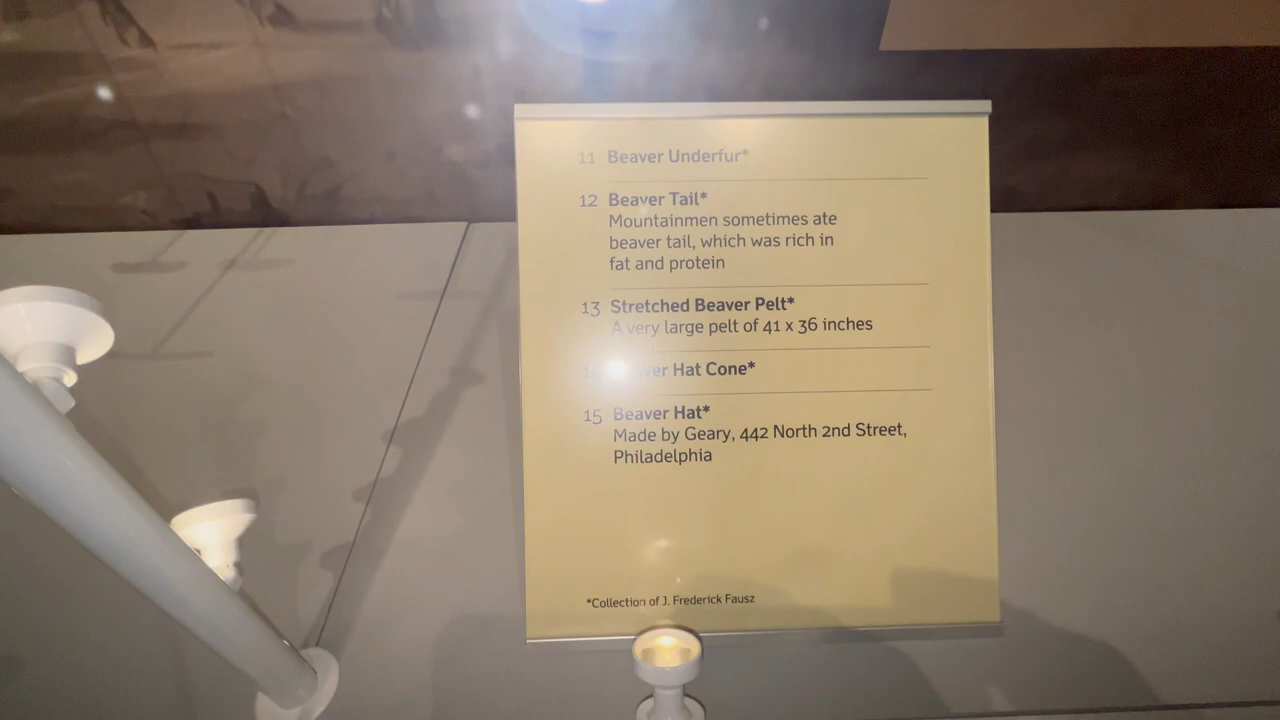 11 Beaver Underfur*
12 Beaver Tail*
Mountainmen sometimes ate
beaver tail, which was rich in
fat and protein
13 Stretched Beaver Pelt*
A very large pelt of 41 x 36 inches
Hat Cone*
15 Beaver Hat*
Made by Geary, 442 North 2nd Street,
Philadelphia
*Collection of J. Frederick Fausz